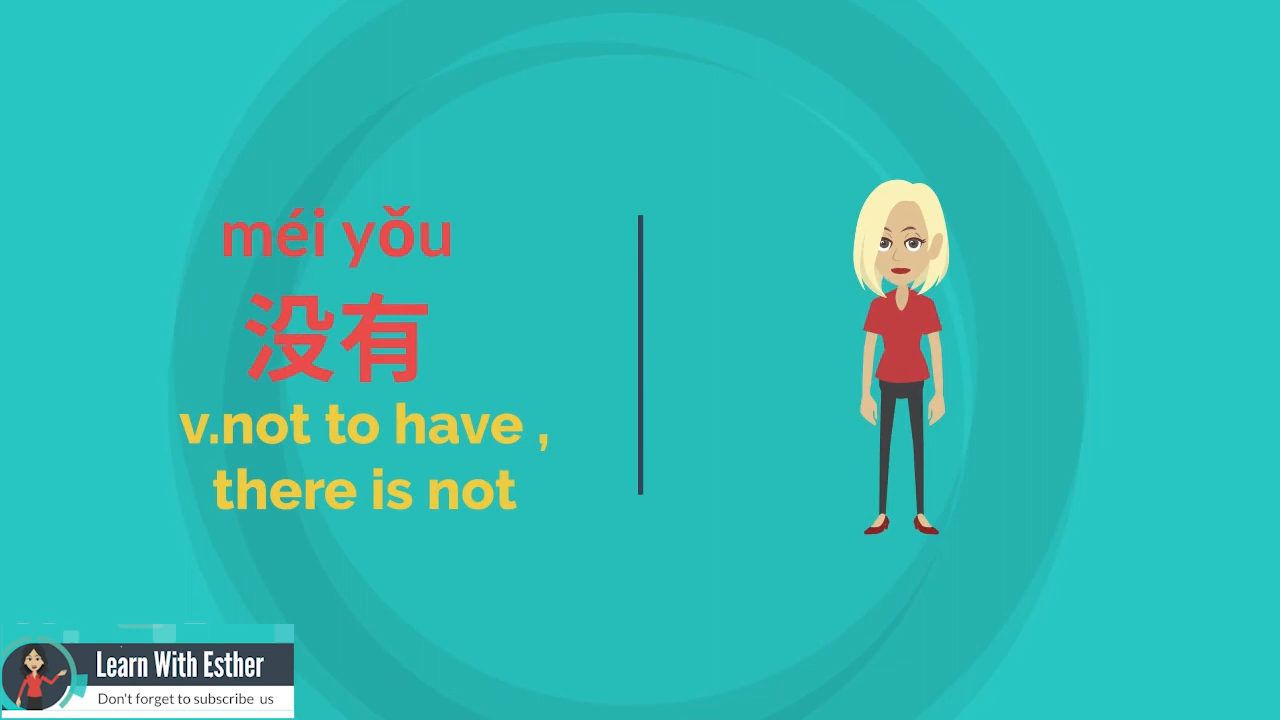 méi yǒu
没有
v.not to have ,
there is not
Learn With Esther
Don't forget to subscribe us